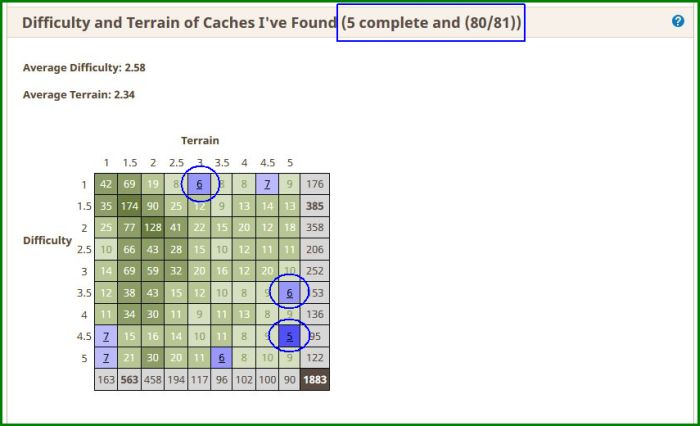 Difficulty and Terrain of Caches I've Found (5 complete and (80/81))
?
Average Difficulty: 2.58
Average Terrain: 2.34
Terrain
1 1.5 2 2.5 3 3.5 4 4.5 5
1 42 69 19 8 6 8 8 7 9 176
1.5 35 174 90 25 12 9 13 14 13 385
2 25 77 128 41 22 15 20 12 18 358
Difficulty
2.5 10 66 43 28 15 10 12 11 11 206
3 14 69 59 32 20 16 12 20 10 252
3.5 12 38 43 15 12 10 8 9 6 153
4 11 34 30 11 9 11 13 8 9 136
4.5 7 15 16 14 10 11 8 9 5 95
5 7 21 30 20 11 6 8 10 9 122
163 563 458 194 117 96 102 100 90 1883